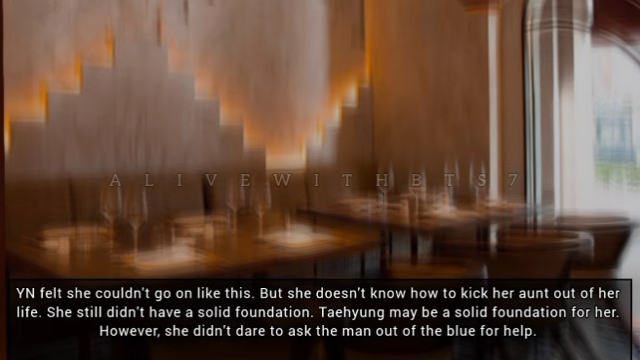 ALIVEWITHBTS7
YN felt she couldn't go on like this. But she doesn't know how to kick her aunt out of her
life. She still didn't have a solid foundation. Taehyung may be a solid foundation for her.
However, she didn't dare to ask the man out of the blue for help.